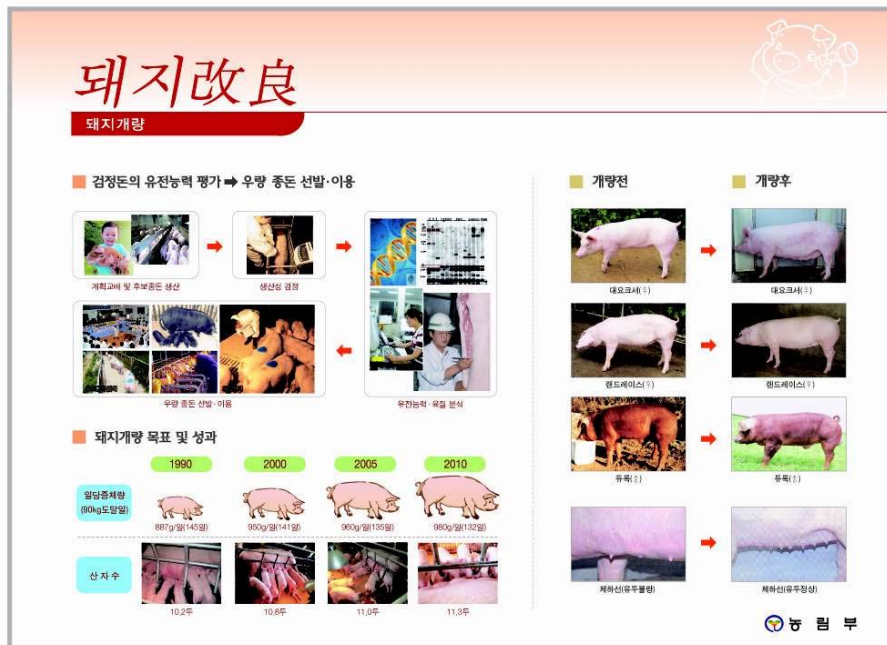 돼지改良
돼지개량
검정돈의 유전능력 평가 ➡ 우량 종돈 선발·이용
계획교배 및 후보종돈 생산
생산성 검정
우량 종돈 선발·이용
유전능력·육질 분석
돼지개량 목표 및 성과
1990 2000 2005 2010
일당증체량
(90kg도달일)
887g/일(145일) 950g/일(141일) 960g/일(135일) 980g/일(132일)
산 자 수
10.2두 10.8두 11.0두 11.3두
개량전 개량후
대요크셔(♀) 대요크셔(♀)
랜드레이스(♀) 랜드레이스(♀)
듀록(♂) 듀록(♂)
체하선(유두불량) 체하선(유두정상)
농 림 부